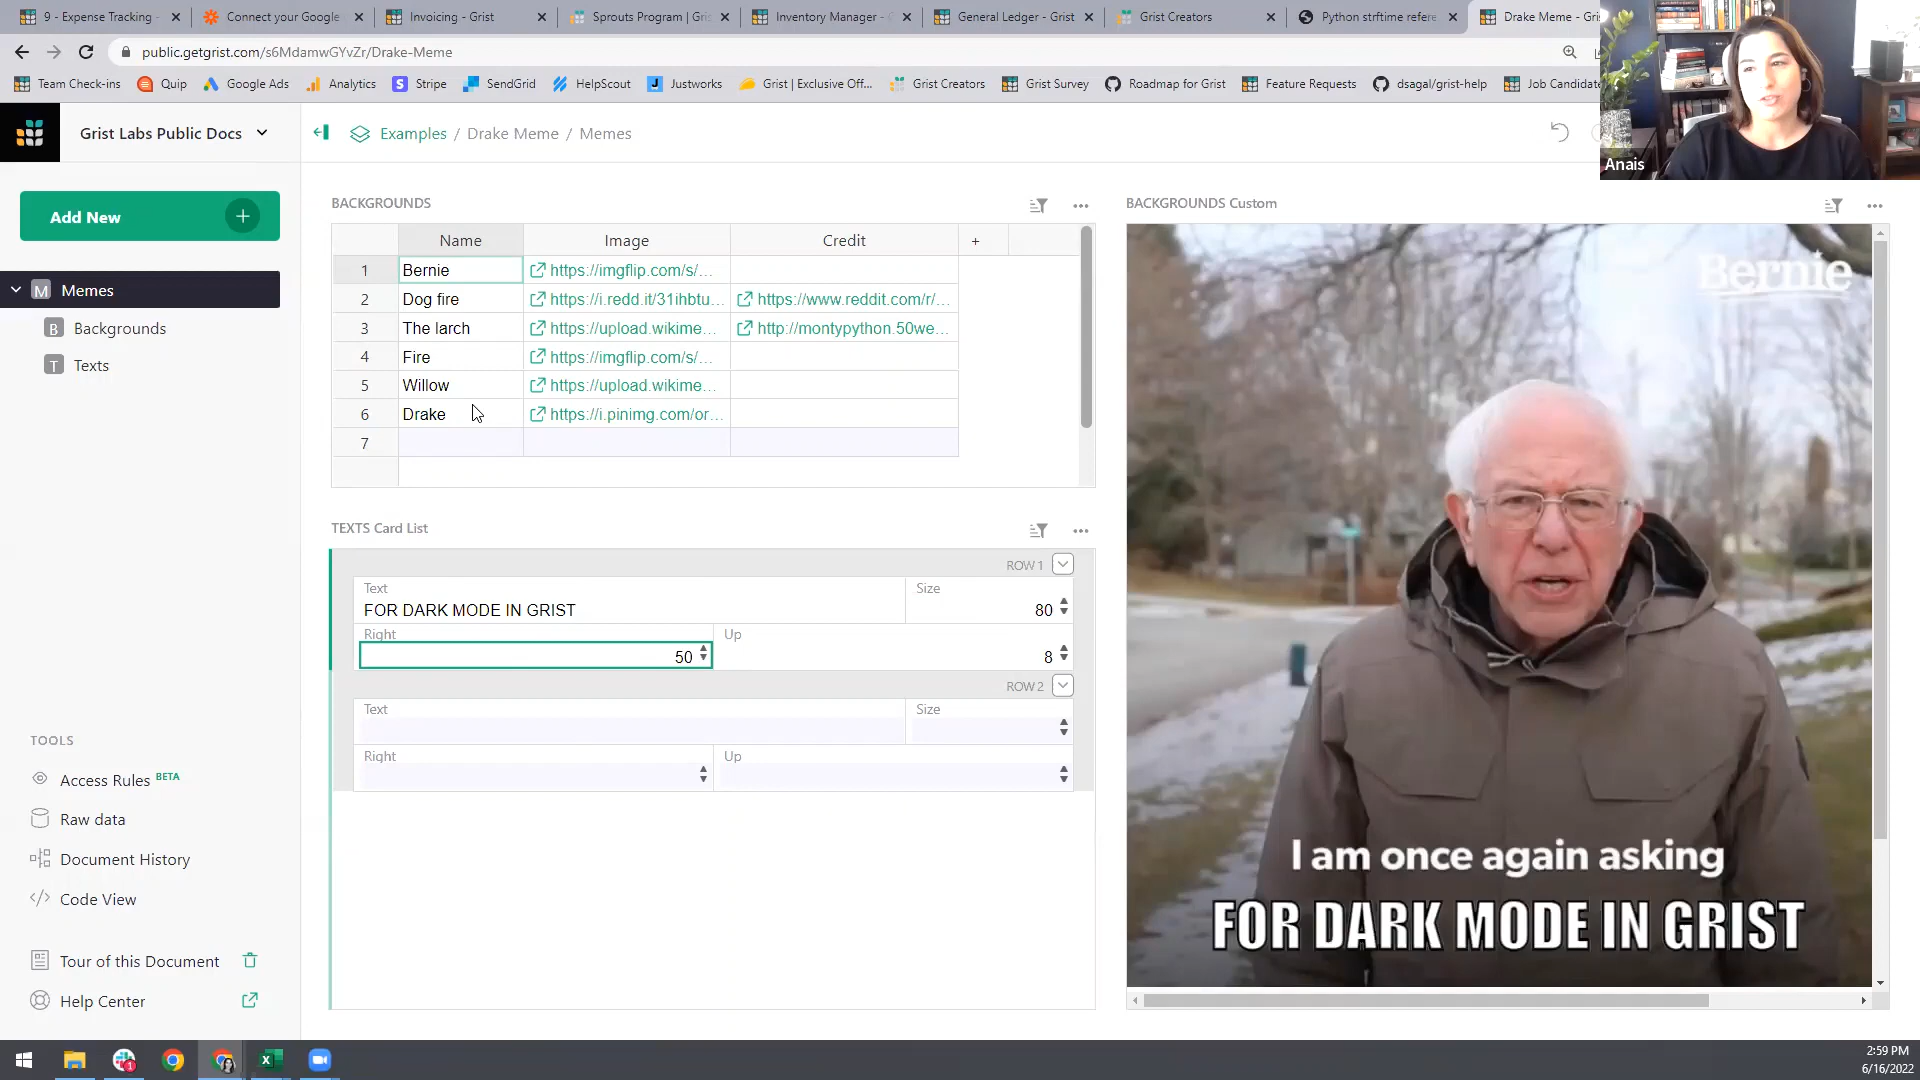 9 - Expense Tracking -
Connect your Google
Invoicing - Grist
Sprouts Program | Gri
Inventory Manager -
General Ledger - Grist
Grist Creators
Python strftime refere
Drake Meme - Gri
public.getgrist.com/s6MdamwGYvZr/Drake-Meme
Team Check-ins
Quip
Google Ads
Analytics
Stripe
SendGrid
HelpScout
Justworks
Grist | Exclusive Off...
Grist Creators
Grist Survey
Roadmap for Grist
Feature Requests
dsagal/grist-help
Job Candidate
Anais
Grist Labs Public Docs
Examples / Drake Meme / Memes
Add New +
M Memes
B Backgrounds
T Texts
BACKGROUNDS
Name Image Credit +
1 Bernie https://imgflip.com/s/...
2 Dog fire https://i.redd.it/31ihbtu... https://www.reddit.com/r/...
3 The larch https://upload.wikime... http://montypython.50we...
4 Fire https://imgflip.com/s/...
5 Willow https://upload.wikime...
6 Drake https://i.pinimg.com/or...
7
TEXTS Card List
ROW 1
Text Size
FOR DARK MODE IN GRIST 80
Right Up
50 8
ROW 2
Text Size
Right Up
BACKGROUNDS Custom
Bernie
I am once again asking
FOR DARK MODE IN GRIST
TOOLS
Access Rules BETA
Raw data
Document History
Code View
Tour of this Document
Help Center
2:59 PM
6/16/2022